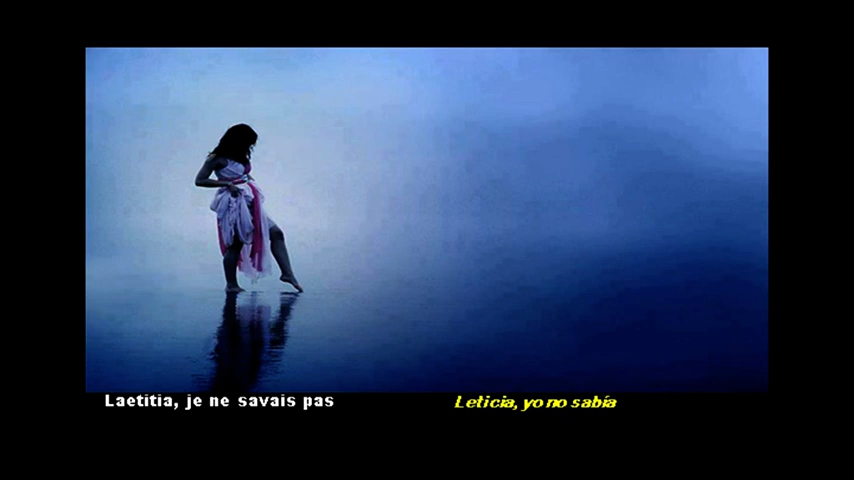 Laetitia, je ne savais pas
Leticia, yo no sabía